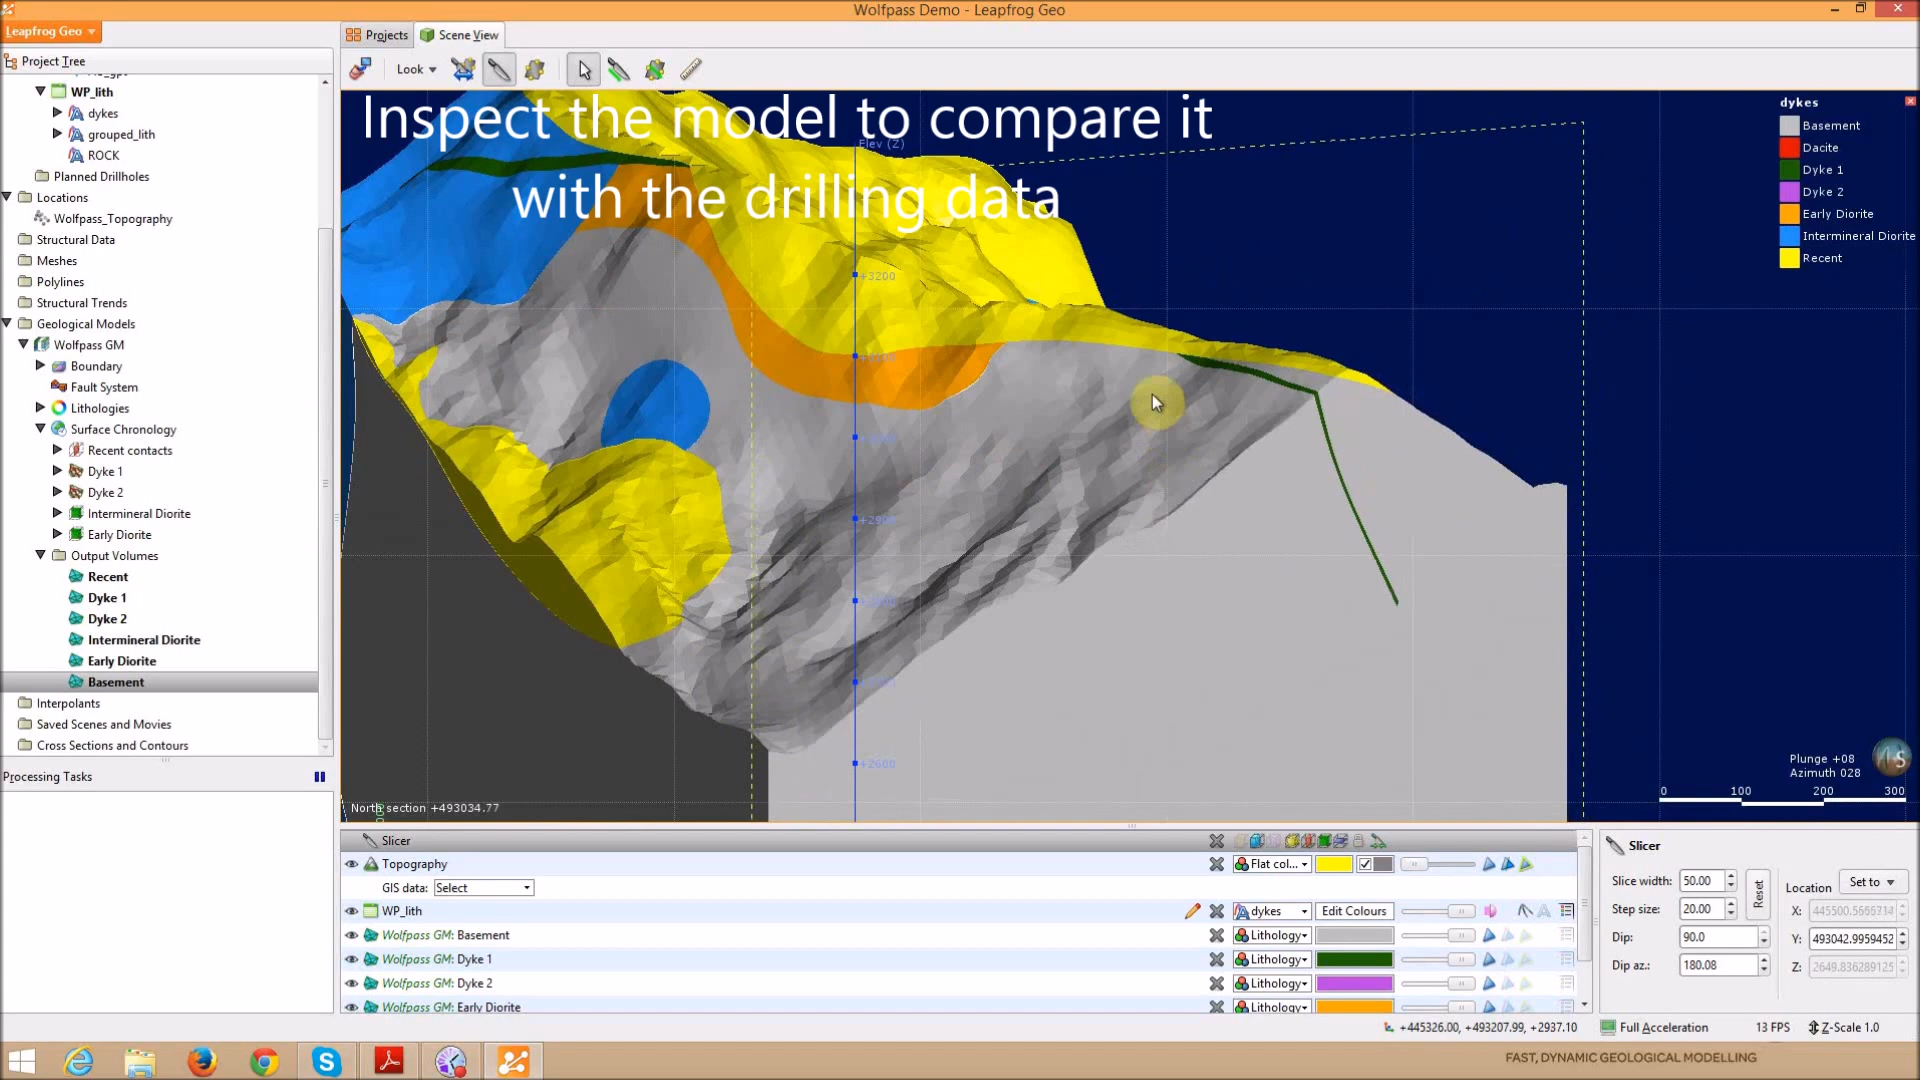 Wolfpass Demo - Leapfrog Geo
Leapfrog Geo
Projects
Scene View
Project Tree
Look
WP_lith
dykes
grouped_lith
ROCK
Planned Drillholes
Locations
Wolfpass_Topography
Structural Data
Meshes
Polylines
Structural Trends
Geological Models
Wolfpass GM
Boundary
Fault System
Lithologies
Surface Chronology
Recent contacts
Dyke 1
Dyke 2
Intermineral Diorite
Early Diorite
Output Volumes
Recent
Dyke 1
Dyke 2
Intermineral Diorite
Early Diorite
Basement
Interpolants
Saved Scenes and Movies
Cross Sections and Contours
Processing Tasks
Inspect the model to compare it
with the drilling data
Elev (Z)
+3200
+2900
+2600
dykes
Basement
Dacite
Dyke 1
Dyke 2
Early Diorite
Intermineral Diorite
Recent
Plunge +08
Azimuth 028
0 100 200 300
North section +493034.77
Slicer
Topography
Flat col...
GIS data: Select
WP_lith
dykes
Edit Colours
Wolfpass GM: Basement
Lithology
Wolfpass GM: Dyke 1
Lithology
Wolfpass GM: Dyke 2
Lithology
Wolfpass GM: Early Diorite
Lithology
Slicer
Slice width: 50.00
Step size: 20.00
Reset
Dip: 90.0
Dip az.: 180.08
Location Set to
X:
Y: 493042.9959452
Z: 2649.836289125
+445326.00, +493207.99, +2937.10
Full Acceleration
13 FPS
Z-Scale 1.0
FAST, DYNAMIC GEOLOGICAL MODELLING